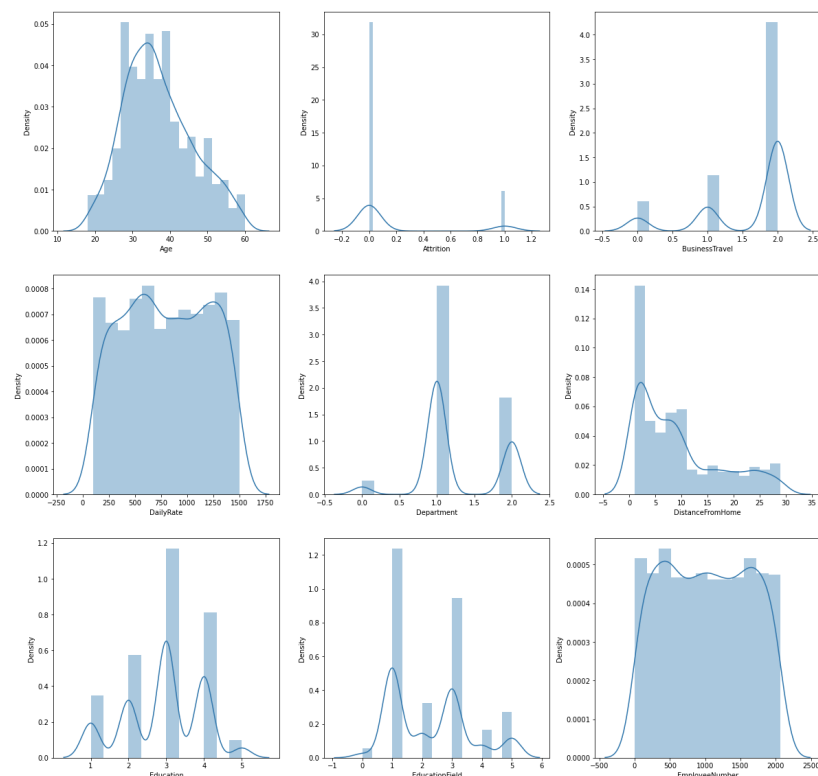 Density
0.05
0.04
0.03
0.02
0.01
0.00
10 20 30 40 50 60
Age
Density
30
25
20
15
10
5
0
−0.2 0.0 0.2 0.4 0.6 0.8 1.0 1.2
Attrition
Density
4.0
3.5
3.0
2.5
2.0
1.5
1.0
0.5
0.0
−0.5 0.0 0.5 1.0 1.5 2.0 2.5
BusinessTravel
Density
0.0008
0.0007
0.0006
0.0005
0.0004
0.0003
0.0002
0.0001
0.0000
−250 0 250 500 750 1000 1250 1500 1750
DailyRate
Density
4.0
3.5
3.0
2.5
2.0
1.5
1.0
0.5
0.0
−0.5 0.0 0.5 1.0 1.5 2.0 2.5
Department
Density
0.14
0.12
0.10
0.08
0.06
0.04
0.02
0.00
−5 0 5 10 15 20 25 30 35
DistanceFromHome
Density
1.2
1.0
0.8
0.6
0.4
0.2
0.0
1 2 3 4 5
Education
Density
1.2
1.0
0.8
0.6
0.4
0.2
0.0
−1 0 1 2 3 4 5 6
EducationField
Density
0.0005
0.0004
0.0003
0.0002
0.0001
0.0000
−500 0 500 1000 1500 2000 2500
EmployeeNumber